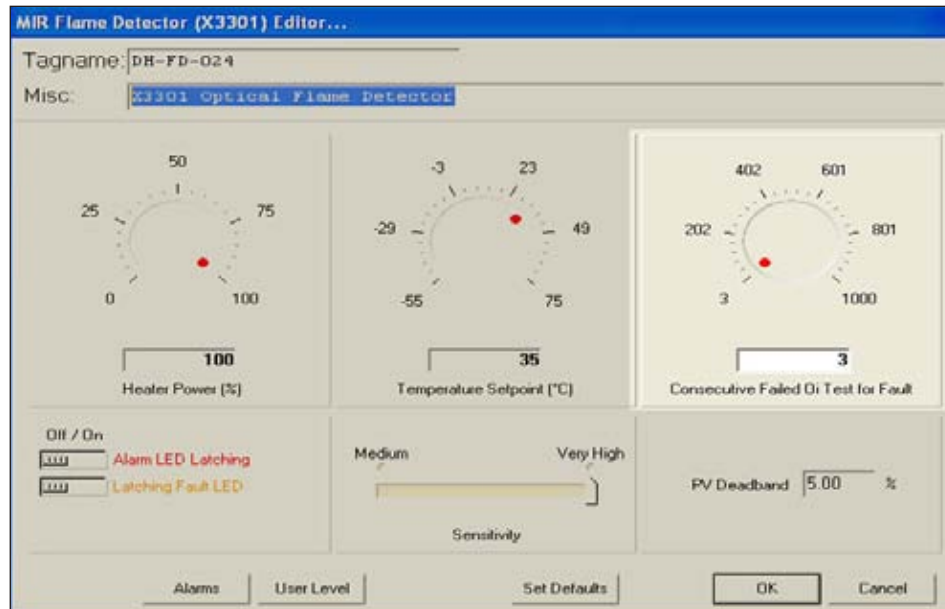 MIR Flame Detector (X3301) Editor...
Tagname: DH-FD-024
Misc: X3301 Optical Flame Detector
50
25 75
0 100
100
Heater Power (%)
-3 23
-29 49
-55 75
35
Temperature Setpoint (°C)
402 601
202 801
3 1000
3
Consecutive Failed Oi Test for Fault
Off / On
Alarm LED Latching
Latching Fault LED
Medium Very High
Sensitivity
PV Deadband 5.00 %
Alarms User Level Set Defaults OK Cancel